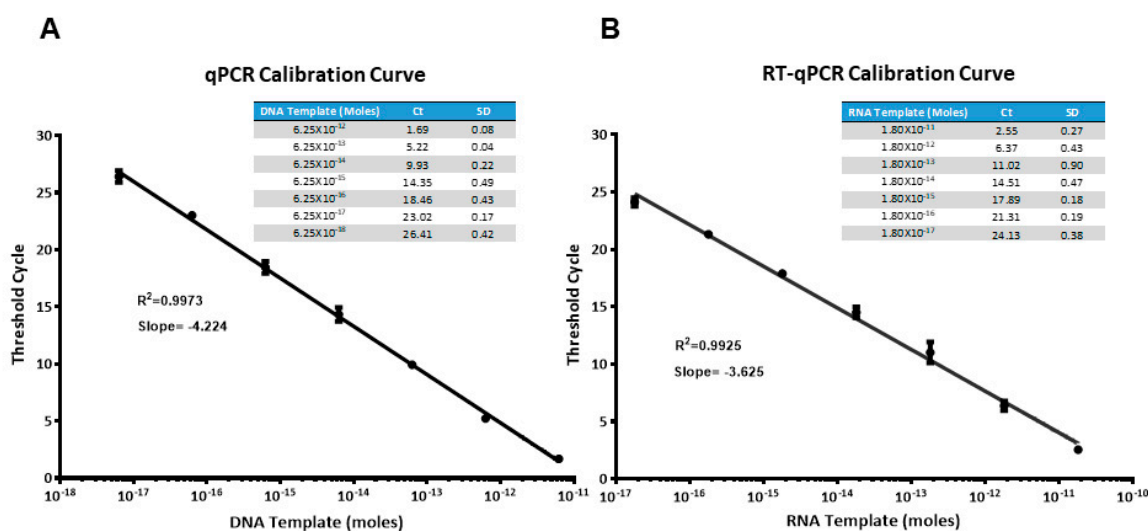 A
qPCR Calibration Curve
DNA Template (Moles) Ct SD
6.25X10⁻¹² 1.69 0.08
6.25X10⁻¹³ 5.22 0.04
6.25X10⁻¹⁴ 9.93 0.22
6.25X10⁻¹⁵ 14.35 0.49
6.25X10⁻¹⁶ 18.46 0.43
6.25X10⁻¹⁷ 23.02 0.17
6.25X10⁻¹⁸ 26.41 0.42
Threshold Cycle
30
25
20
15
10
5
0
R²=0.9973
Slope= -4.224
10⁻¹⁸ 10⁻¹⁷ 10⁻¹⁶ 10⁻¹⁵ 10⁻¹⁴ 10⁻¹³ 10⁻¹² 10⁻¹¹
DNA Template (moles)
B
RT-qPCR Calibration Curve
RNA Template (Moles) Ct SD
1.80X10⁻¹¹ 2.55 0.27
1.80X10⁻¹² 6.37 0.43
1.80X10⁻¹³ 11.02 0.90
1.80X10⁻¹⁴ 14.51 0.47
1.80X10⁻¹⁵ 17.89 0.18
1.80X10⁻¹⁶ 21.31 0.19
1.80X10⁻¹⁷ 24.13 0.38
Threshold Cycle
30
25
20
15
10
5
0
R²=0.9925
Slope= -3.625
10⁻¹⁷ 10⁻¹⁶ 10⁻¹⁵ 10⁻¹⁴ 10⁻¹³ 10⁻¹² 10⁻¹¹ 10⁻¹⁰
RNA Template (moles)